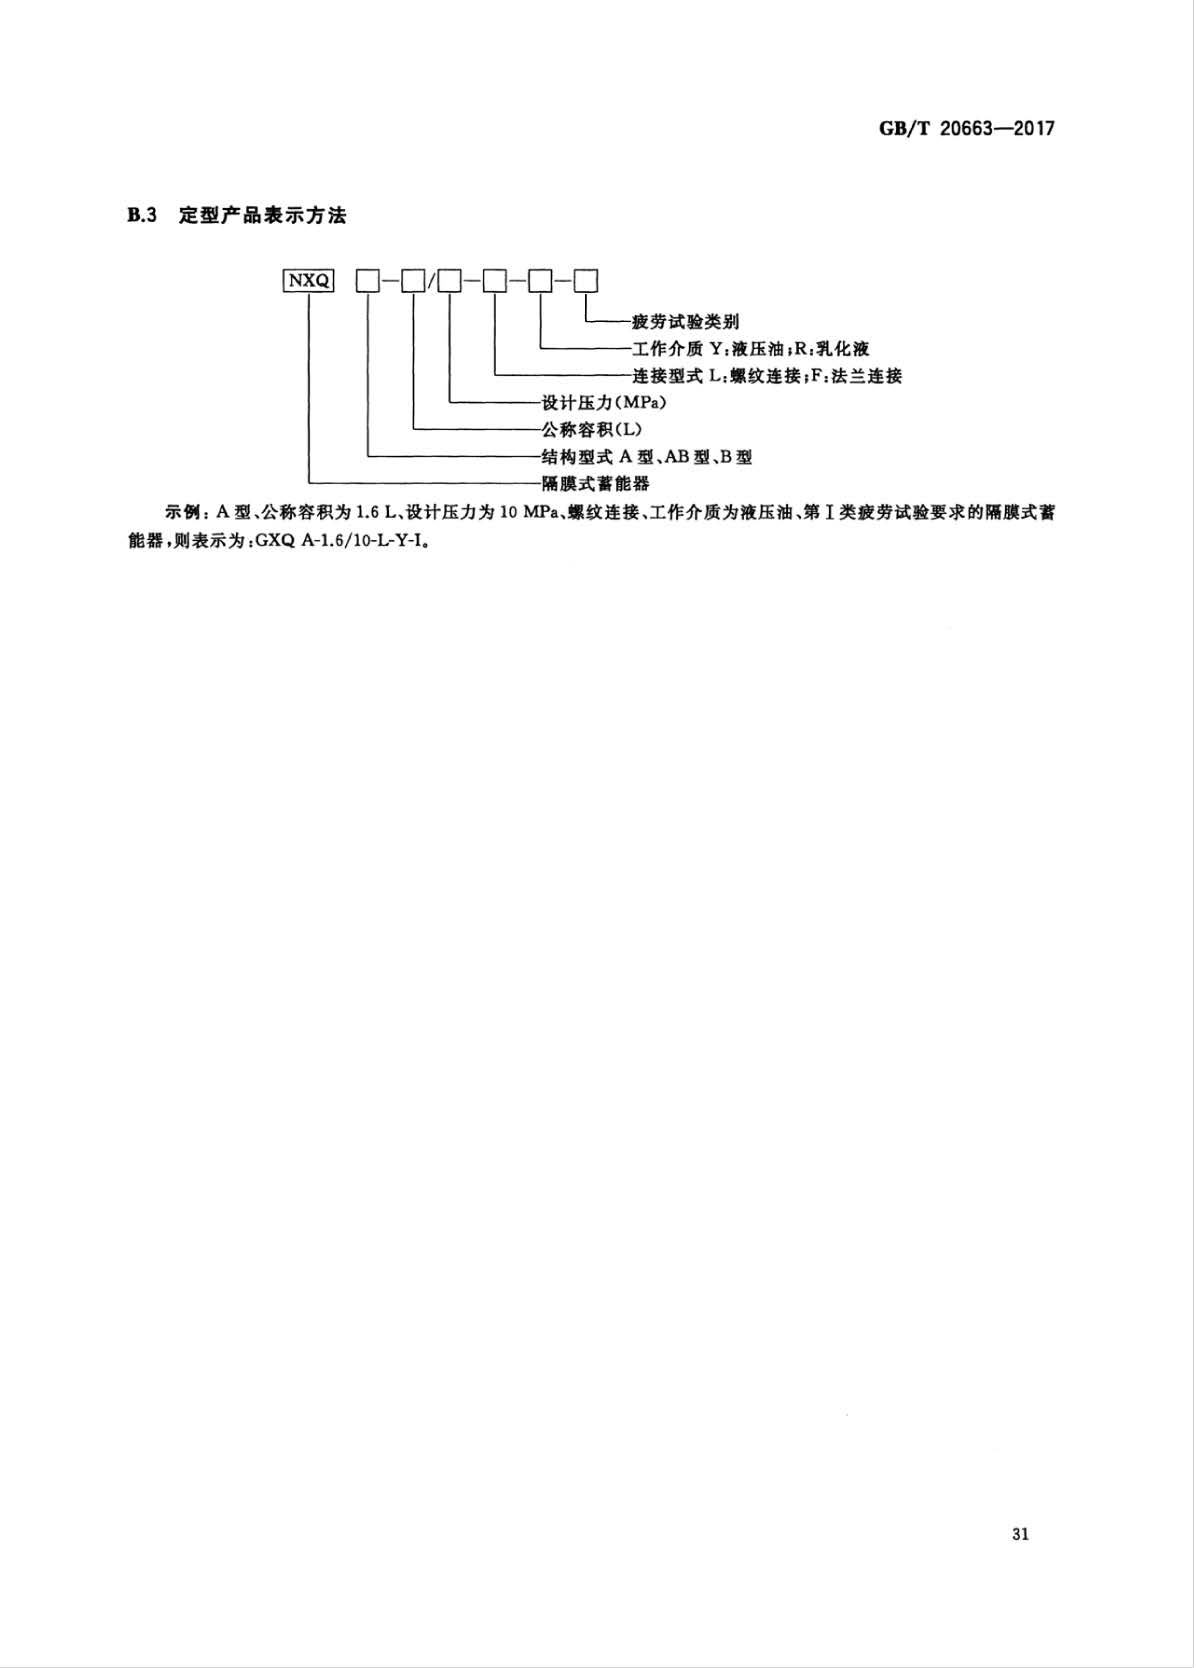 GB/T 20663—2017
B.3 定型产品表示方法
NXQ □-□/□-□-□-□
疲劳试验类别
工作介质 Y:液压油;R:乳化液
连接型式 L:螺纹连接;F:法兰连接
设计压力(MPa)
公称容积(L)
结构型式 A 型、AB 型、B 型
隔膜式蓄能器
示例: A 型、公称容积为 1.6 L、设计压力为 10 MPa、螺纹连接、工作介质为液压油、第 I 类疲劳试验要求的隔膜式蓄
能器,则表示为:GXQ A-1.6/10-L-Y-I。
31